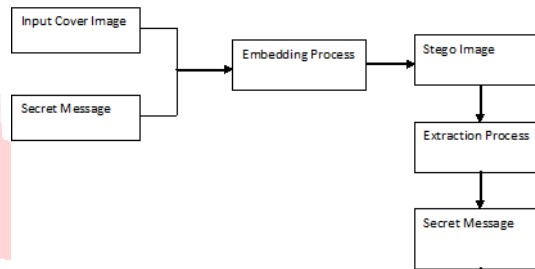 Input Cover Image
Embedding Process
Stego Image
Secret Message
Extraction Process
Secret Message